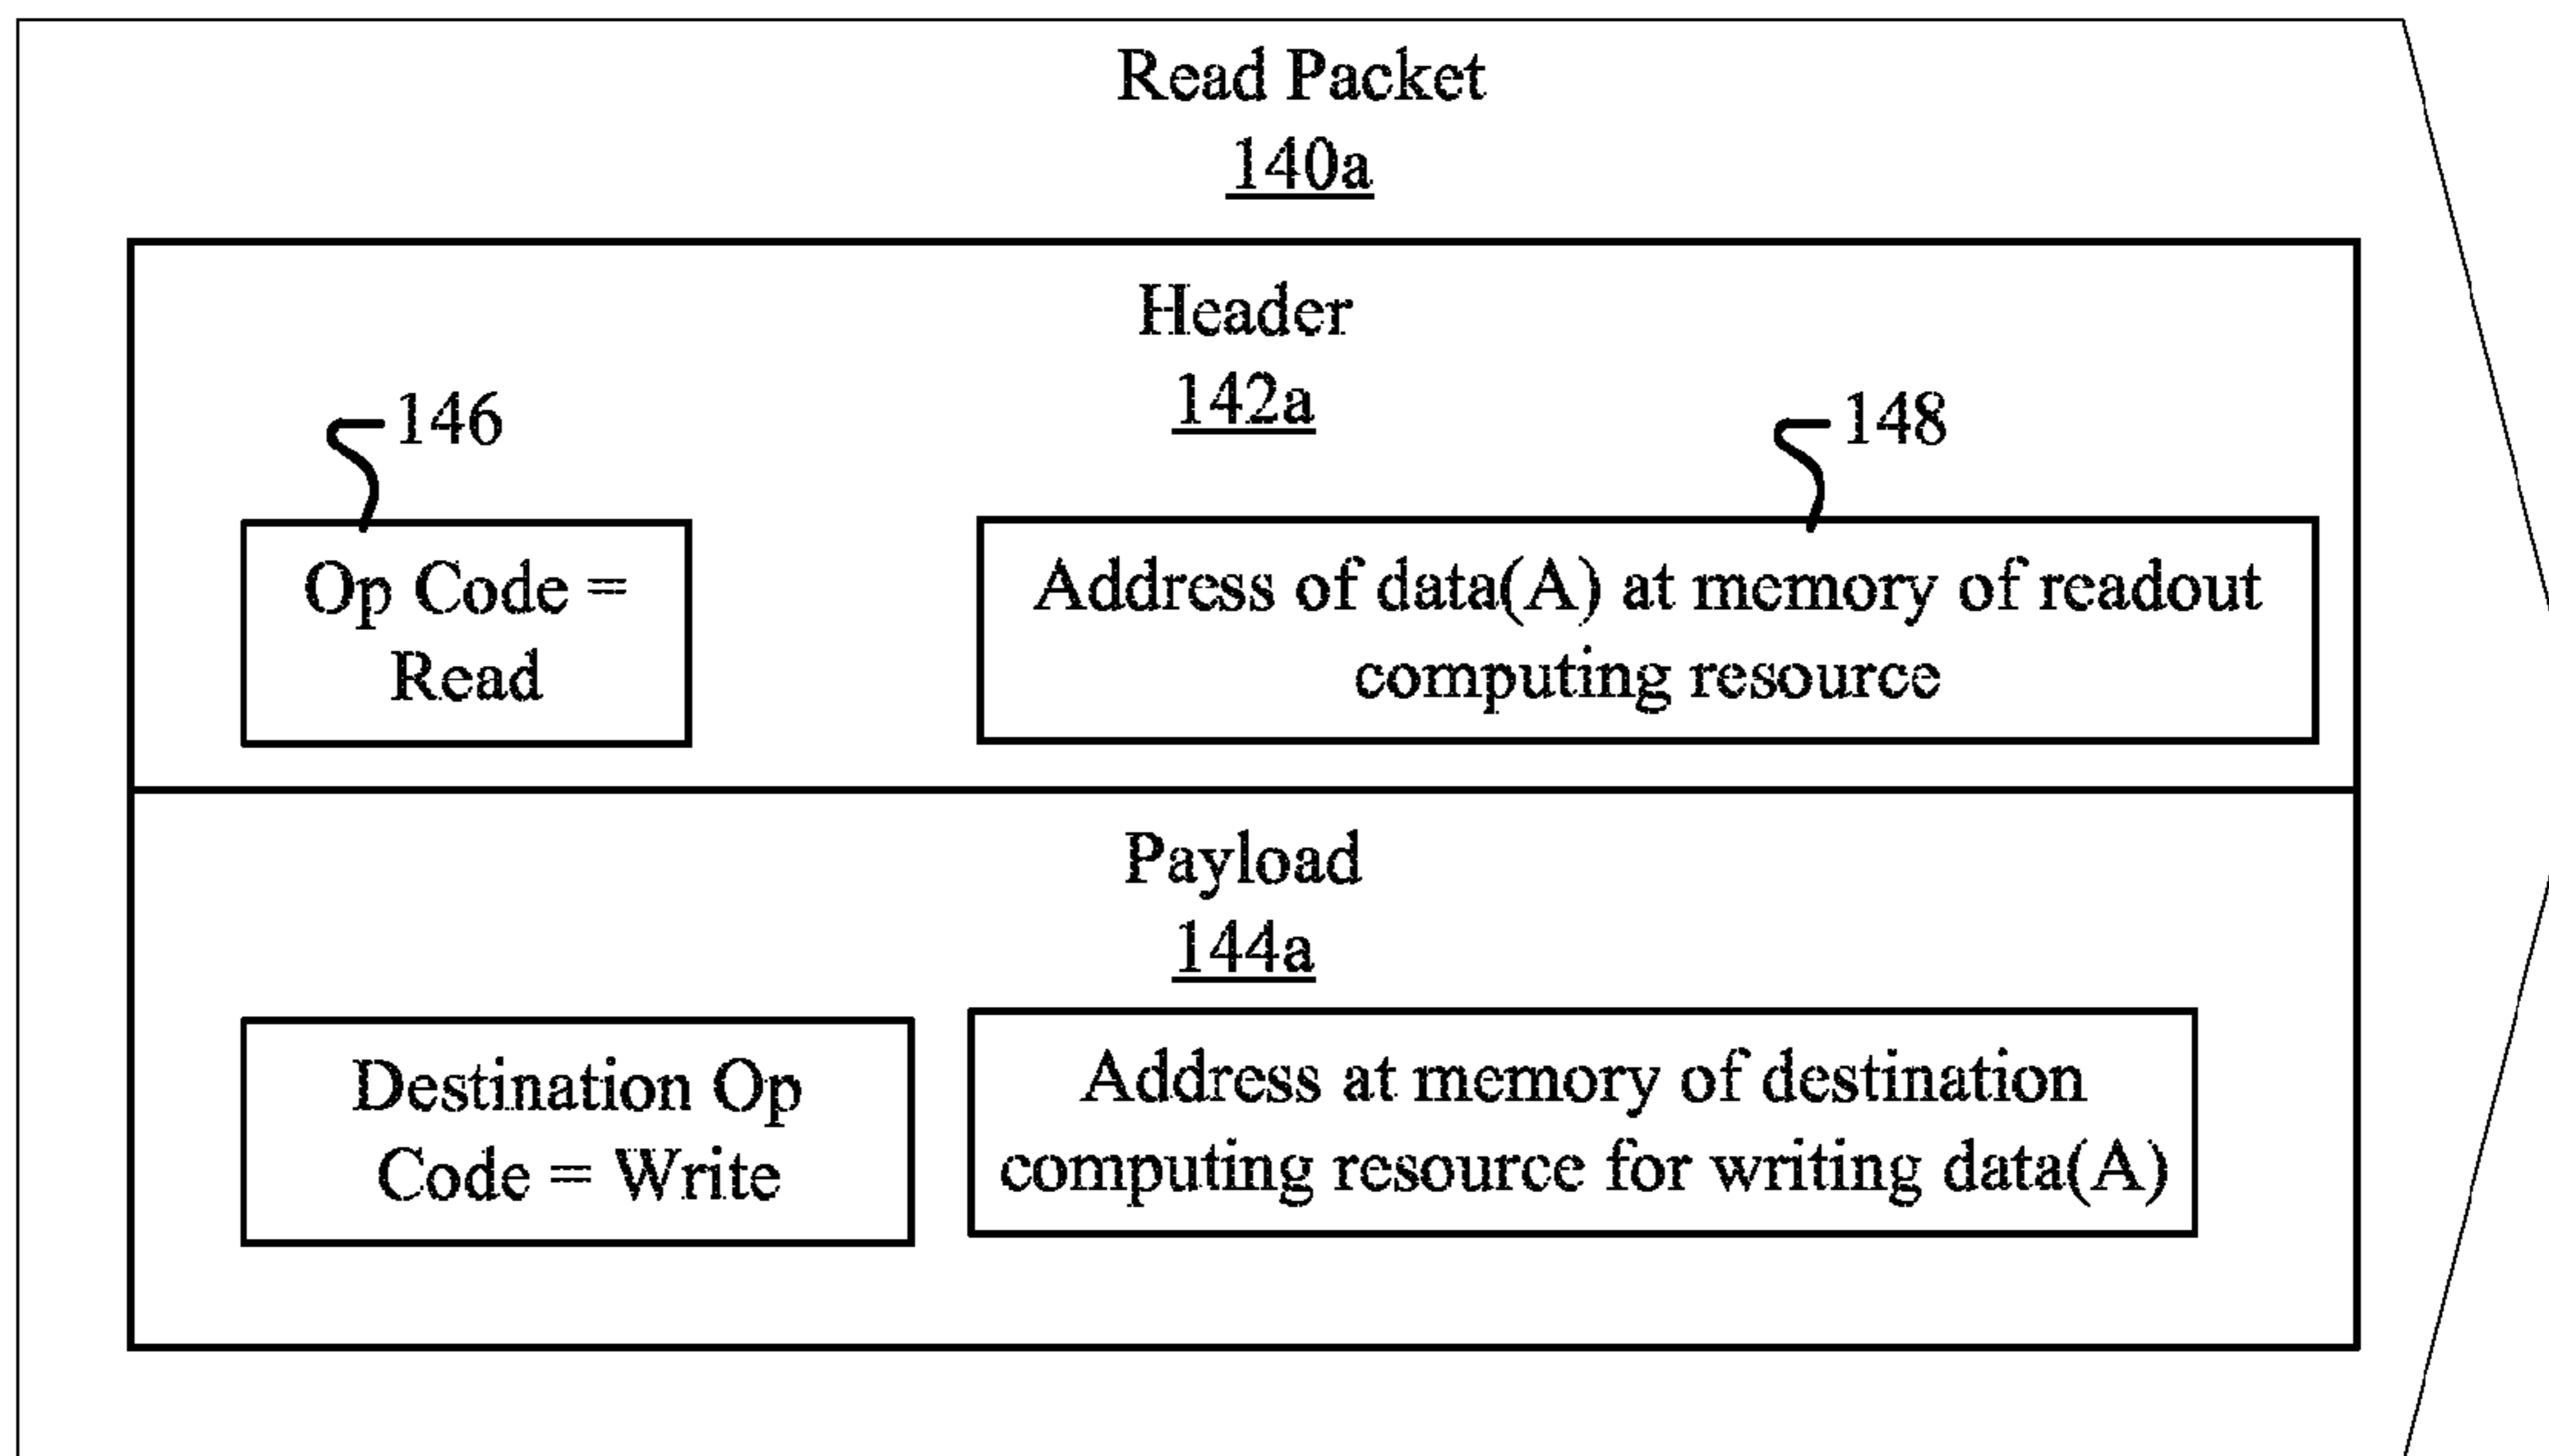 Read Packet
140a
Header
142a
146
148
Op Code =
Read
Address of data(A) at memory of readout
computing resource
Payload
144a
Destination Op
Code = Write
Address at memory of destination
computing resource for writing data(A)